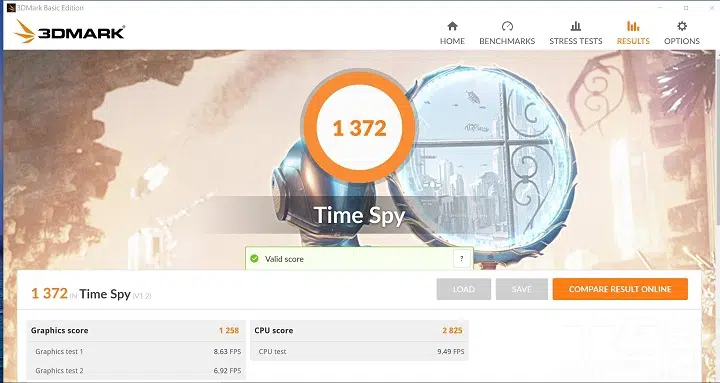 3DMark Basic Edition
3DMARK
HOME BENCHMARKS STRESS TESTS RESULTS OPTIONS
1 372
Time Spy
Valid score ?
1 372 IN Time Spy (V1.2) LOAD SAVE COMPARE RESULT ONLINE
Graphics score 1 258 CPU score 2 825
Graphics test 1 8.63 FPS CPU test 9.49 FPS
Graphics test 2 6.92 FPS